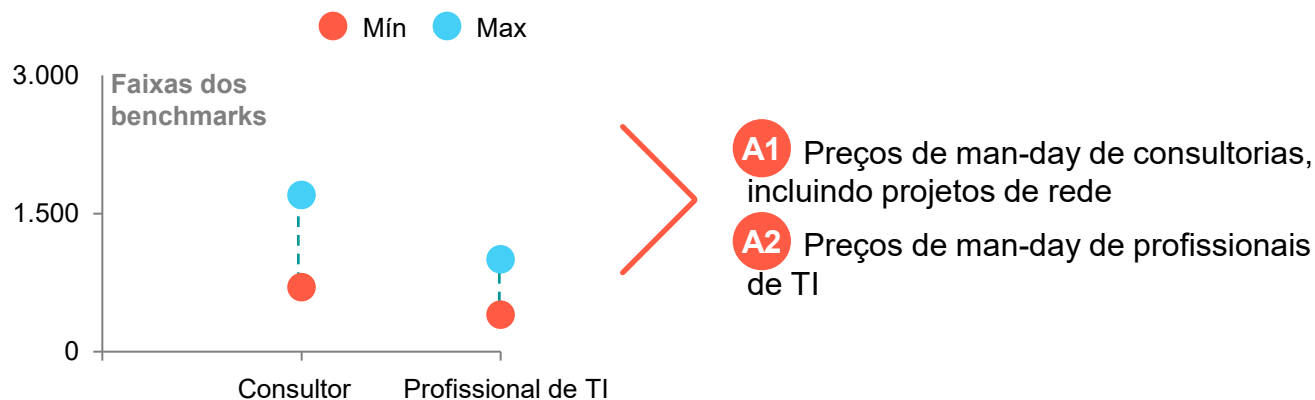 Mín Max
3.000
Faixas dos
benchmarks
1.500
0
Consultor Profissional de TI
A1 Preços de man-day de consultorias,
incluindo projetos de rede
A2 Preços de man-day de profissionais
de TI